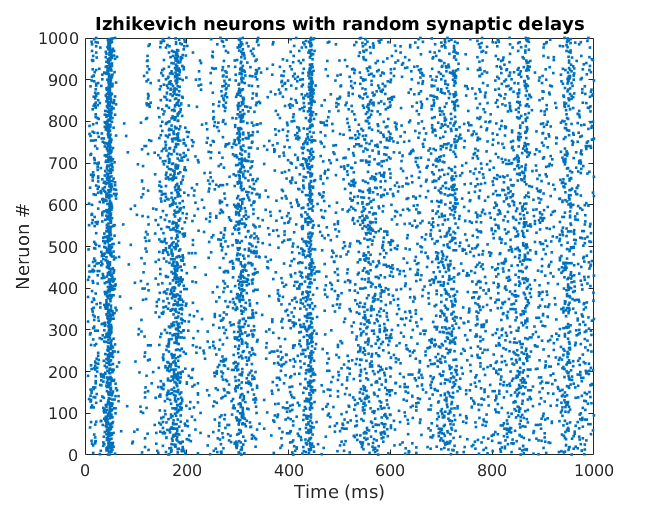 Izhikevich neurons with random synaptic delays
1000
900
800
700
600
500
400
300
200
100
0
Neruon #
0 200 400 600 800 1000
Time (ms)